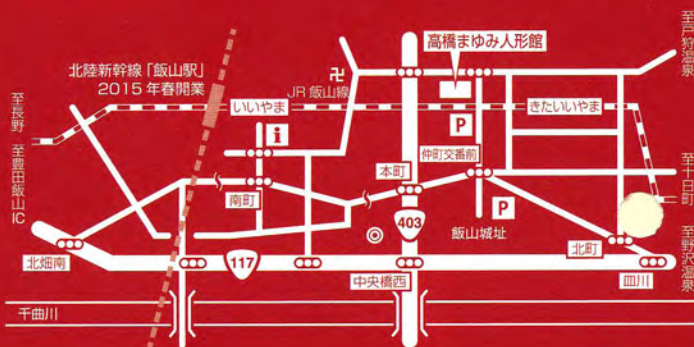 高橋まゆみ人形館
至戸狩温泉
北陸新幹線「飯山駅」
2015年春開業
JR飯山線
いいやま
きたいいやま
至長野
至豊田飯山IC
i
P
仲町交番前
本町
至十日町
南町
P
403
飯山城址
北町
至野沢温泉
北畑南
117
中央橋西
皿川
千曲川